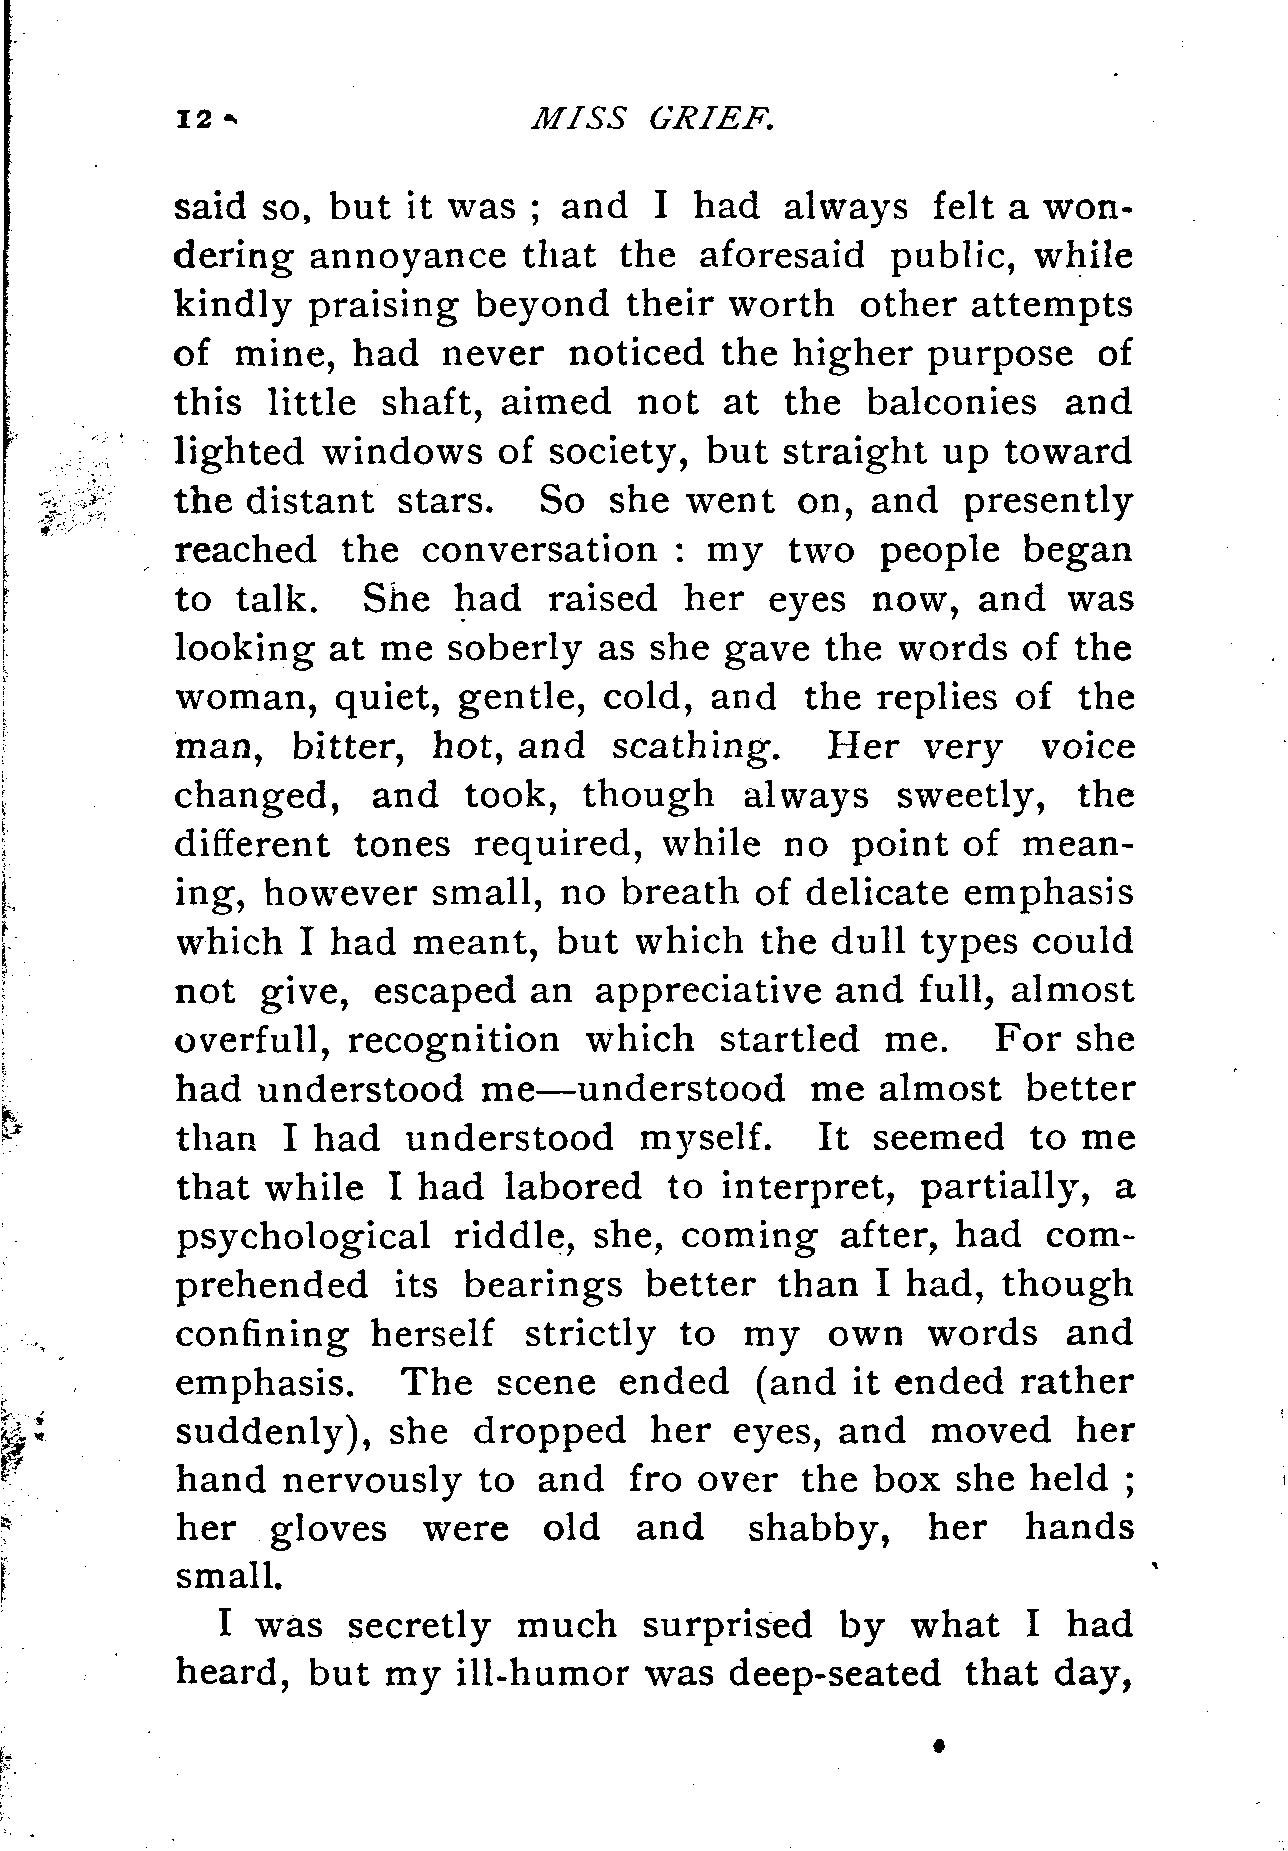 12 MISS GRIEF.
said so, but it was ; and I had always felt a won-
dering annoyance that the aforesaid public, while
kindly praising beyond their worth other attempts
of mine, had never noticed the higher purpose of
this little shaft, aimed not at the balconies and
lighted windows of society, but straight up toward
the distant stars. So she went on, and presently
reached the conversation : my two people began
to talk. She had raised her eyes now, and was
looking at me soberly as she gave the words of the
woman, quiet, gentle, cold, and the replies of the
man, bitter, hot, and scathing. Her very voice
changed, and took, though always sweetly, the
different tones required, while no point of mean-
ing, however small, no breath of delicate emphasis
which I had meant, but which the dull types could
not give, escaped an appreciative and full, almost
overfull, recognition which startled me. For she
had understood me—understood me almost better
than I had understood myself. It seemed to me
that while I had labored to interpret, partially, a
psychological riddle, she, coming after, had com-
prehended its bearings better than I had, though
confining herself strictly to my own words and
emphasis. The scene ended (and it ended rather
suddenly), she dropped her eyes, and moved her
hand nervously to and fro over the box she held ;
her gloves were old and shabby, her hands
small.
I was secretly much surprised by what I had
heard, but my ill-humor was deep-seated that day,